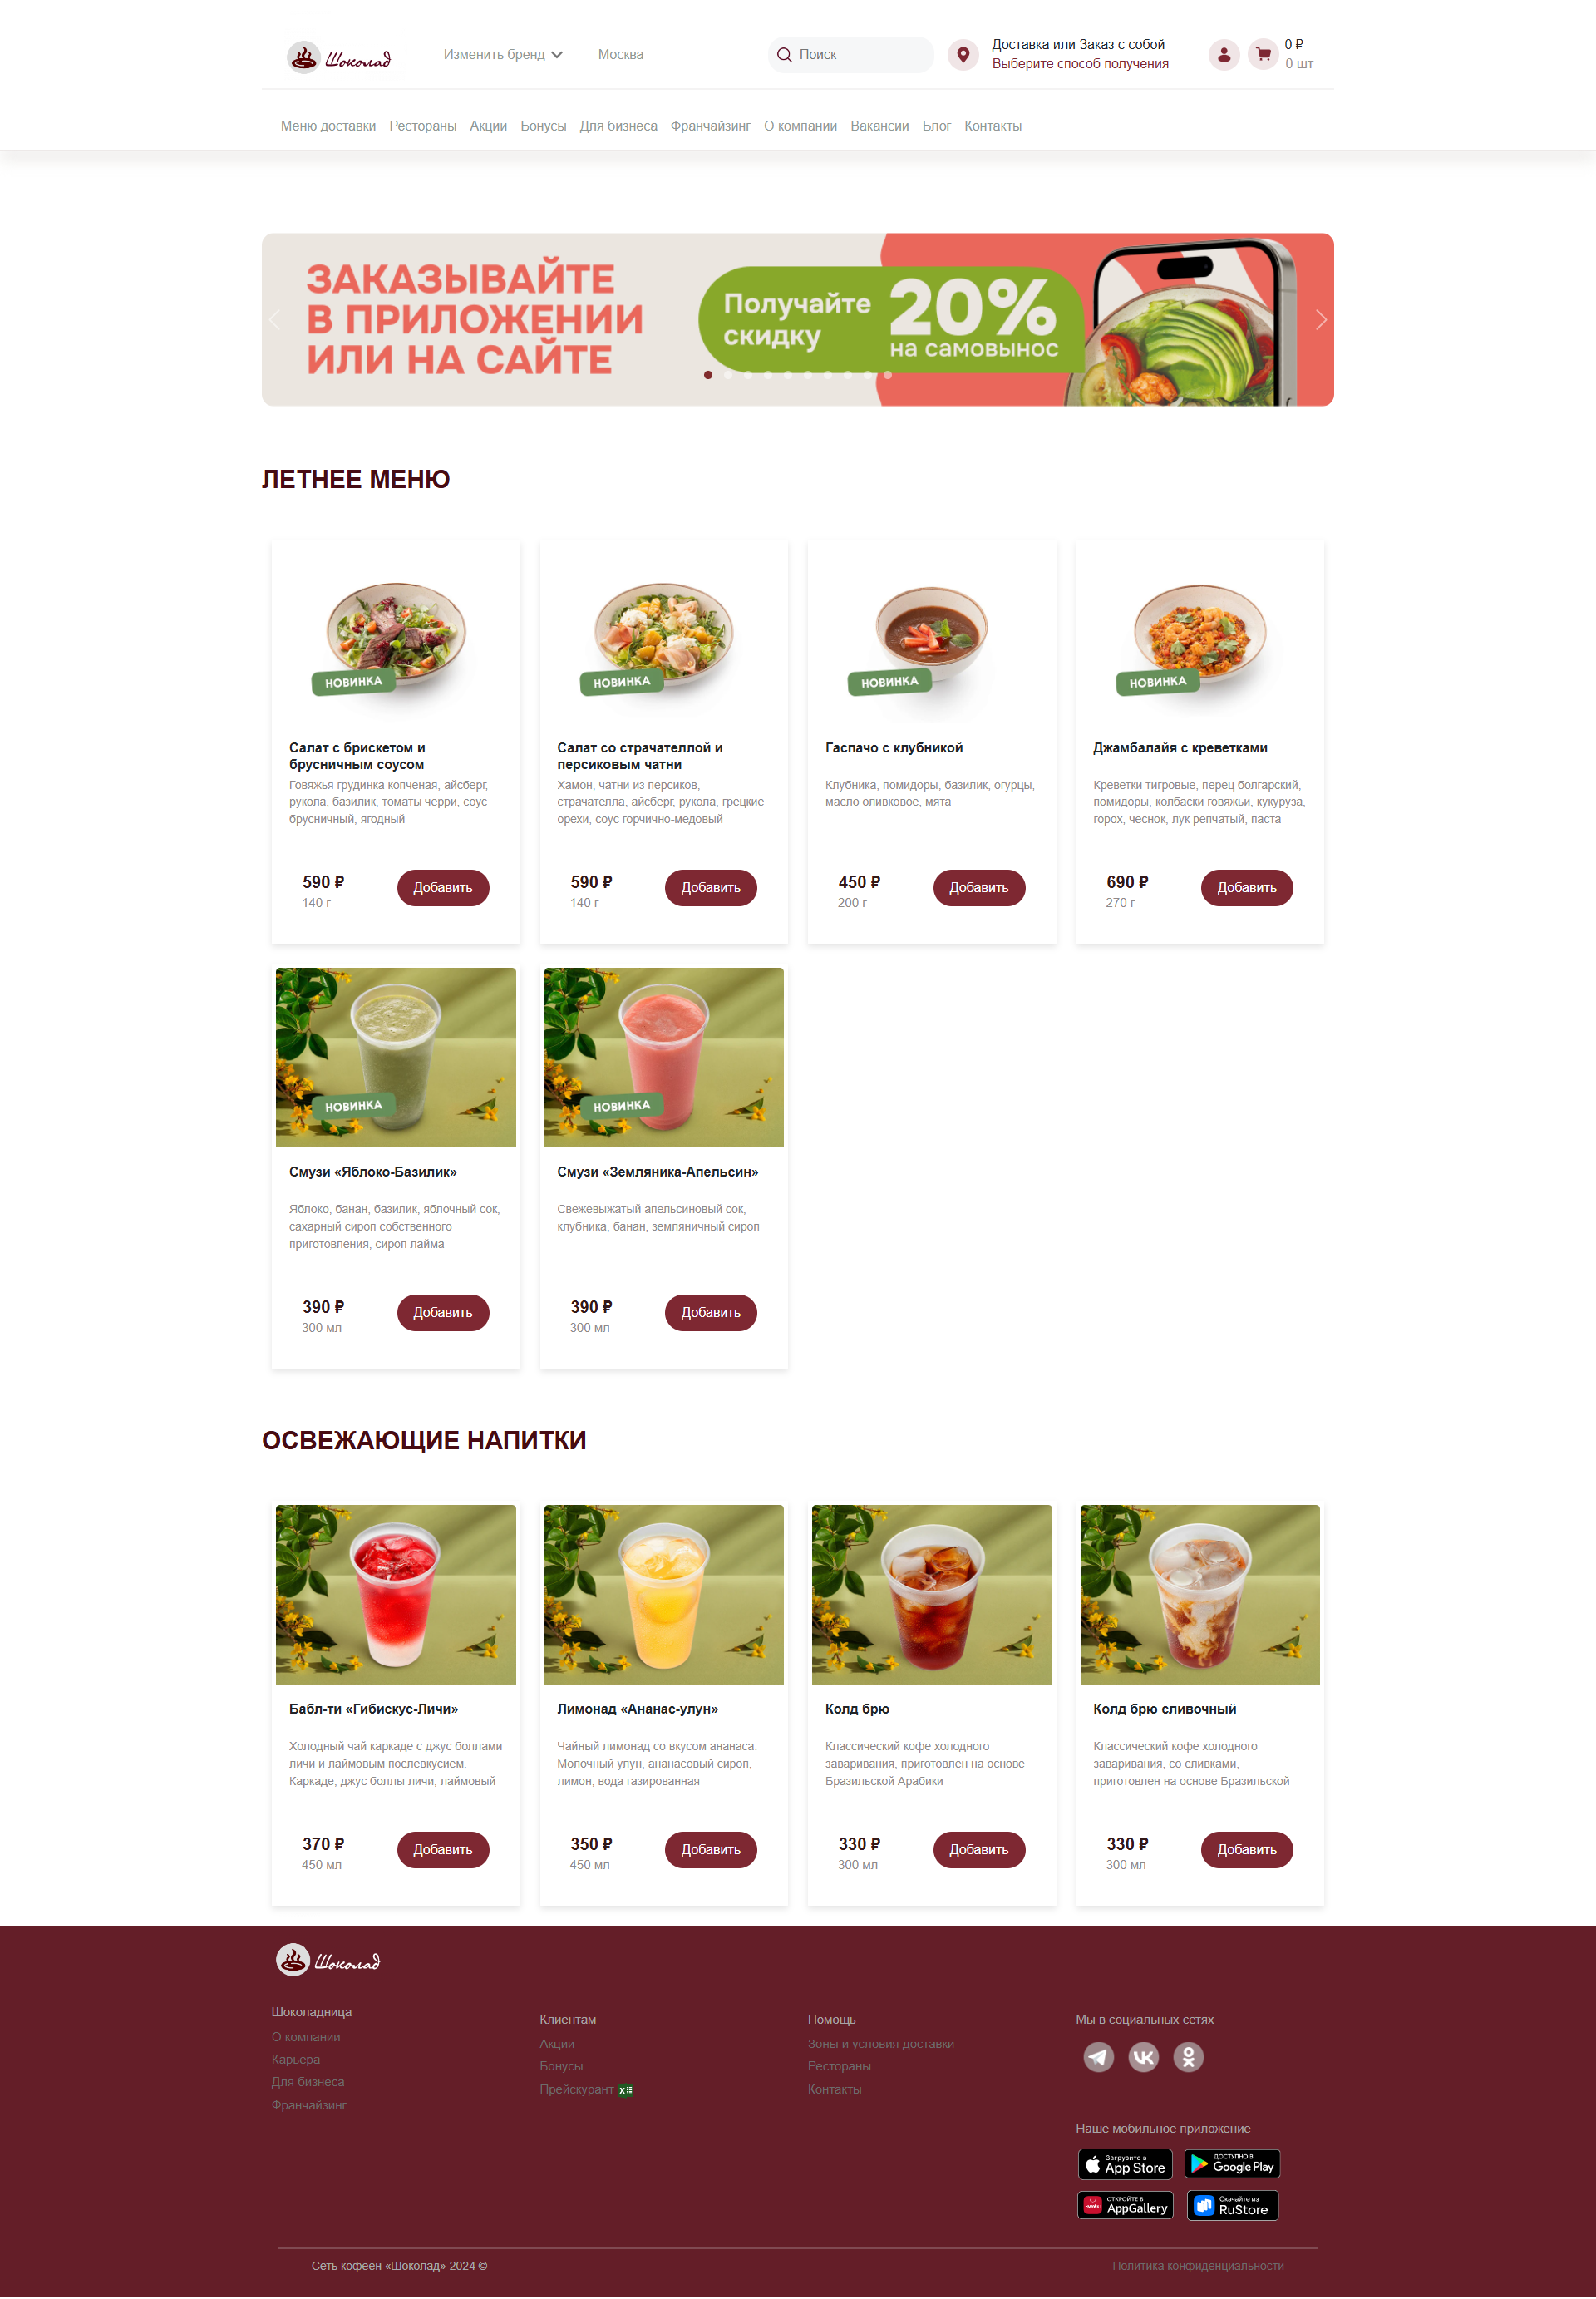 Шоколад
Изменить бренд
Москва
Поиск
Доставка или Заказ с собой
Выберите способ получения
0 ₽
0 шт
Меню доставки Рестораны Акции Бонусы Для бизнеса Франчайзинг О компании Вакансии Блог Контакты
ЗАКАЗЫВАЙТЕ
В ПРИЛОЖЕНИИ
ИЛИ НА САЙТЕ
Получайте
скидку
20%
на самовынос
ЛЕТНЕЕ МЕНЮ
НОВИНКА
Салат с брискетом и
брусничным соусом
Говяжья грудинка копченая, айсберг,
рукола, базилик, томаты черри, соус
брусничный, ягодный
590 ₽
140 г
Добавить
НОВИНКА
Салат со страчателлой и
персиковым чатни
Хамон, чатни из персиков,
страчателла, айсберг, рукола, грецкие
орехи, соус горчично-медовый
590 ₽
140 г
Добавить
НОВИНКА
Гаспачо с клубникой
Клубника, помидоры, базилик, огурцы,
масло оливковое, мята
450 ₽
200 г
Добавить
НОВИНКА
Джамбалайя с креветками
Креветки тигровые, перец болгарский,
помидоры, колбаски говяжьи, кукуруза,
горох, чеснок, лук репчатый, паста
690 ₽
270 г
Добавить
НОВИНКА
Смузи «Яблоко-Базилик»
Яблоко, банан, базилик, яблочный сок,
сахарный сироп собственного
приготовления, сироп лайма
390 ₽
300 мл
Добавить
НОВИНКА
Смузи «Земляника-Апельсин»
Свежевыжатый апельсиновый сок,
клубника, банан, земляничный сироп
390 ₽
300 мл
Добавить
ОСВЕЖАЮЩИЕ НАПИТКИ
Бабл-ти «Гибискус-Личи»
Холодный чай каркаде с джус боллами
личи и лаймовым послевкусием.
Каркаде, джус боллы личи, лаймовый
370 ₽
450 мл
Добавить
Лимонад «Ананас-улун»
Чайный лимонад со вкусом ананаса.
Молочный улун, ананасовый сироп,
лимон, вода газированная
350 ₽
450 мл
Добавить
Колд брю
Классический кофе холодного
заваривания, приготовлен на основе
Бразильской Арабики
330 ₽
300 мл
Добавить
Колд брю сливочный
Классический кофе холодного
заваривания, со сливками,
приготовлен на основе Бразильской
330 ₽
300 мл
Добавить
Шоколад
Шоколадница
О компании
Карьера
Для бизнеса
Франчайзинг
Клиентам
Акции
Бонусы
Прейскурант
Помощь
Зоны и условия доставки
Рестораны
Контакты
Мы в социальных сетях
Наше мобильное приложение
Загрузите в
App Store
ДОСТУПНО В
Google Play
ОТКРОЙТЕ В
AppGallery
Скачайте из
RuStore
Сеть кофеен «Шоколад» 2024 ©
Политика конфиденциальности